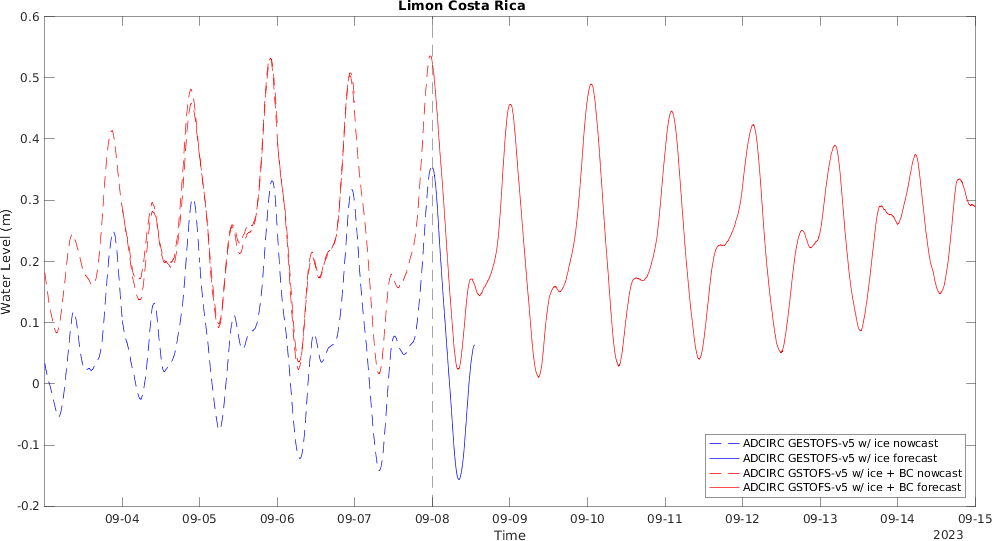 Limon Costa Rica
0.6
0.5
0.4
0.3
0.2
0.1
0
-0.1
-0.2
Water Level (m)
ADCIRC GESTOFS-v5 w/ ice nowcast
ADCIRC GESTOFS-v5 w/ ice forecast
ADCIRC GSTOFS-v5 w/ ice + BC nowcast
ADCIRC GSTOFS-v5 w/ ice + BC forecast
09-04 09-05 09-06 09-07 09-08 09-09 09-10 09-11 09-12 09-13 09-14 09-15
Time
2023